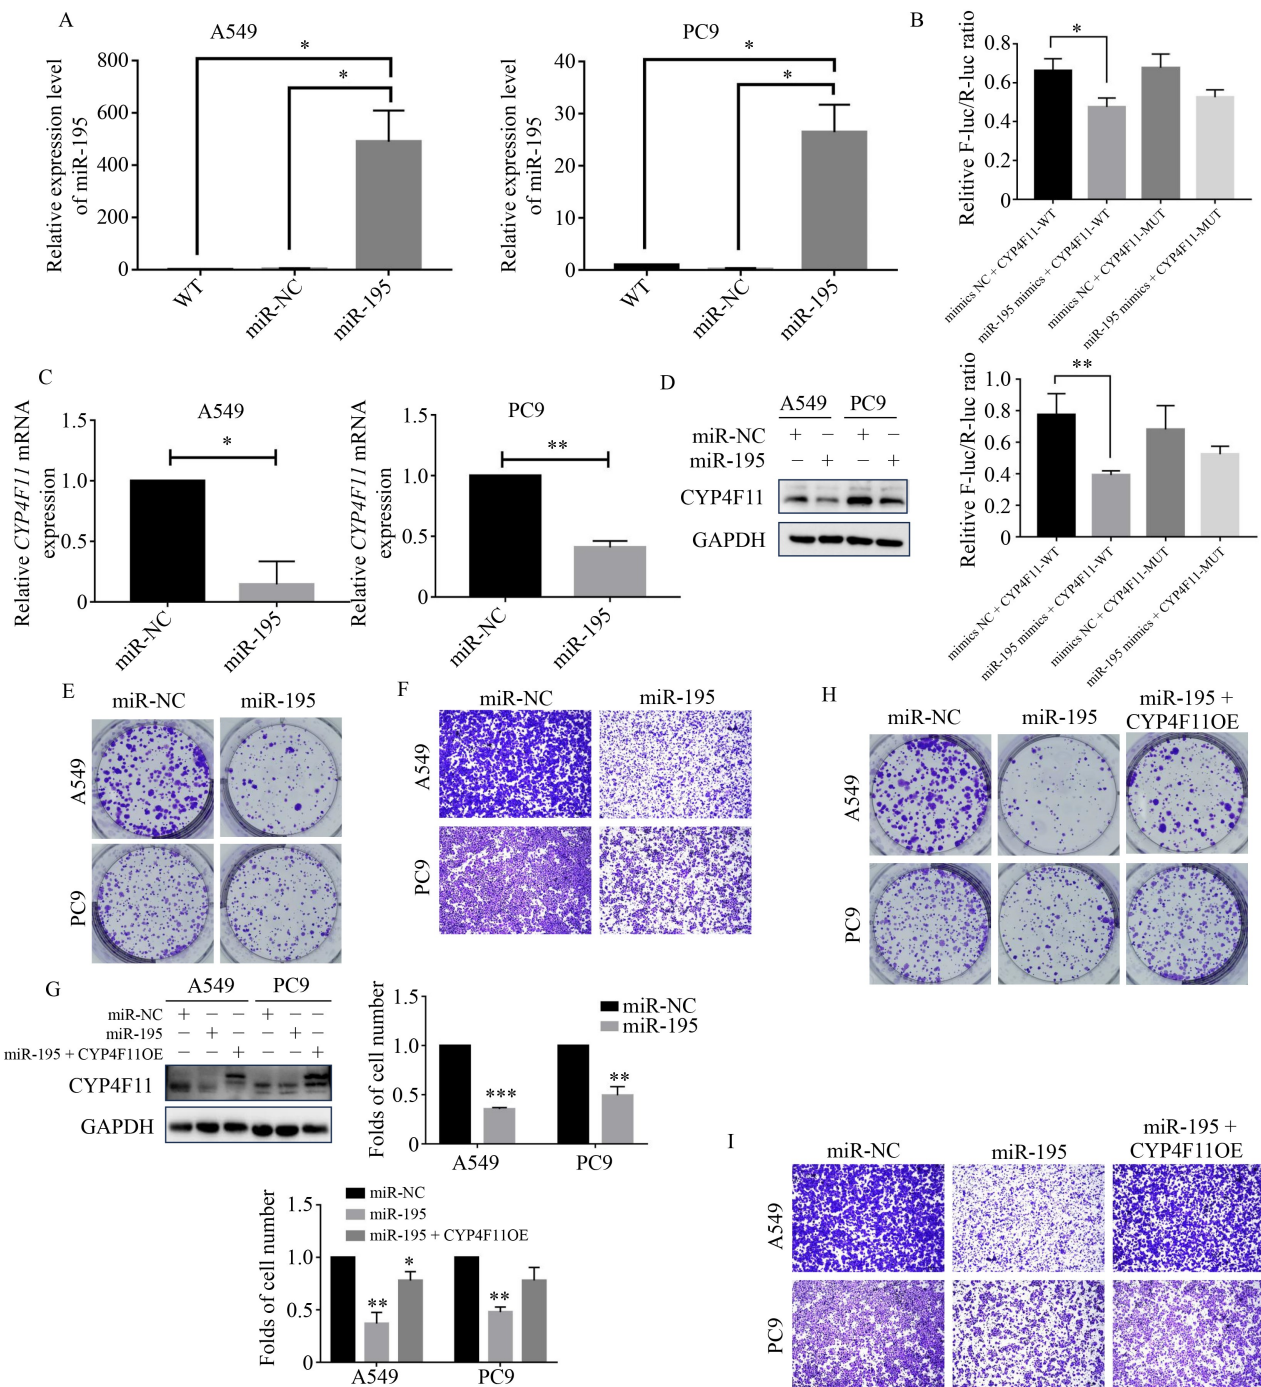 A
A549
*
*
800
600
400
200
0
Relative expression level
of miR-195
WT
miR-NC
miR-195
PC9
*
*
40
30
20
10
0
Relative expression level
of miR-195
WT
miR-NC
miR-195
B
*
0.8
0.6
0.4
0.2
0
Relitive F-luc/R-luc ratio
mimics NC + CYP4F11-WT
miR-195 mimics + CYP4F11-WT
mimics NC + CYP4F11-MUT
miR-195 mimics + CYP4F11-MUT
**
1.0
0.8
0.6
0.4
0.2
0
Relitive F-luc/R-luc ratio
mimics NC + CYP4F11-WT
miR-195 mimics + CYP4F11-WT
mimics NC + CYP4F11-MUT
miR-195 mimics + CYP4F11-MUT
C
A549
*
1.5
1.0
0.5
0
Relative CYP4F11 mRNA
expression
miR-NC
miR-195
PC9
**
1.5
1.0
0.5
0
Relative CYP4F11 mRNA
expression
miR-NC
miR-195
D
A549 PC9
miR-NC + − + −
miR-195 − + − +
CYP4F11
GAPDH
E
miR-NC miR-195
A549
PC9
F
miR-NC miR-195
A549
PC9
1.5
1.0
0.5
0
Folds of cell number
miR-NC
miR-195
***
**
A549 PC9
G
A549 PC9
miR-NC + − − + − −
miR-195 − + − − + −
miR-195 + CYP4F11OE − − + − − +
CYP4F11
GAPDH
H
miR-NC miR-195 miR-195 +
CYP4F11OE
A549
PC9
miR-NC
miR-195
miR-195 + CYP4F11OE
1.5
1.0
0.5
0
Folds of cell number
**
*
**
A549 PC9
I
miR-NC miR-195 miR-195 +
CYP4F11OE
A549
PC9